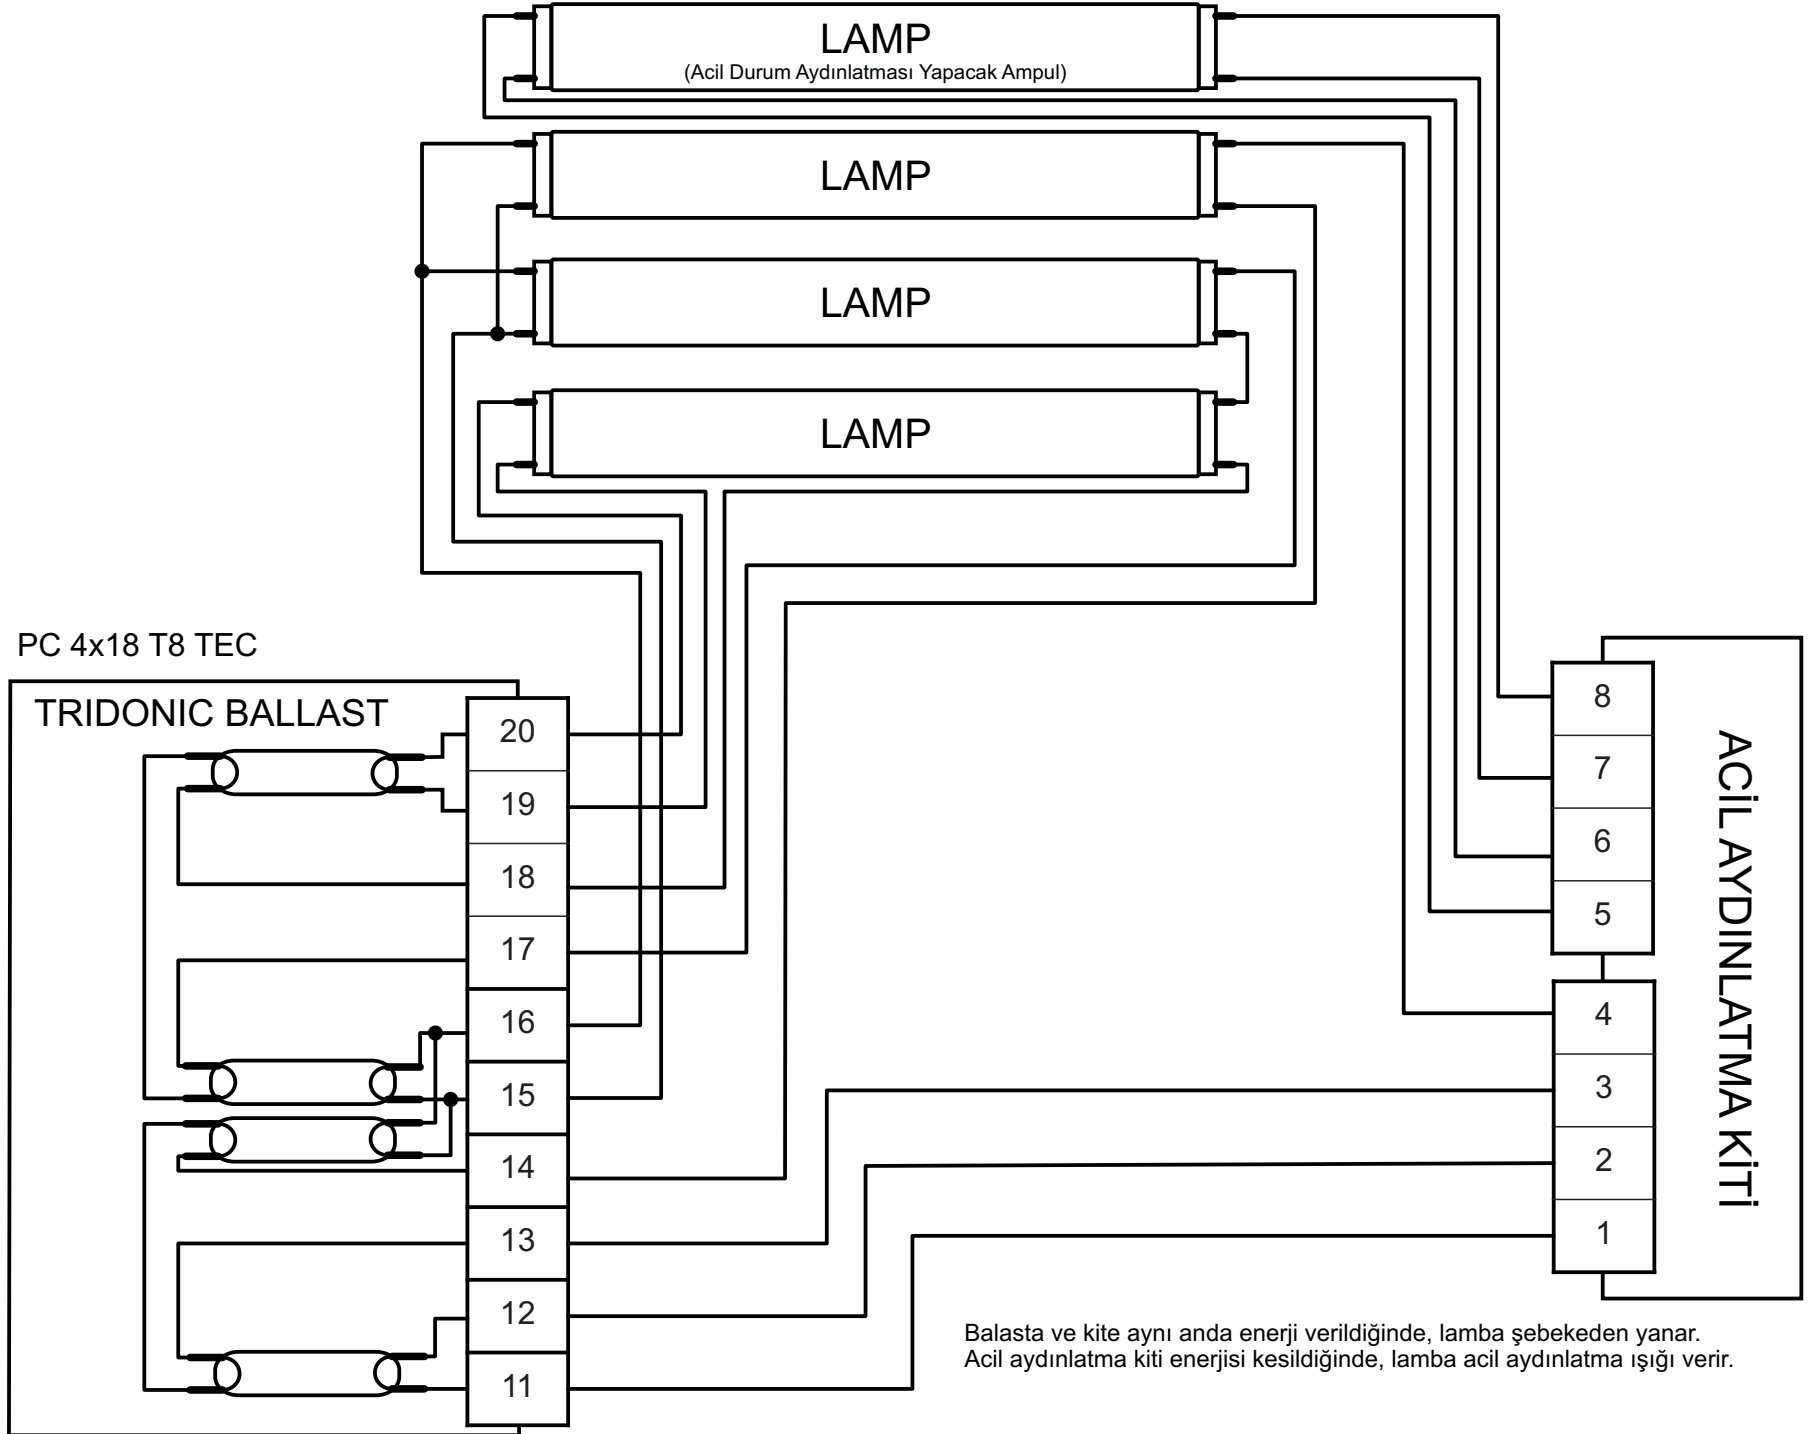 LAMP
(Acil Durum Aydınlatması Yapacak Ampul)
LAMP
LAMP
LAMP
PC 4x18 T8 TEC
TRIDONIC BALLAST
20
19
18
17
16
15
14
13
12
11
8
7
6
5
4
3
2
1
ACİL AYDINLATMA KİTİ
Balasta ve kite aynı anda enerji verildiğinde, lamba şebekeden yanar.
Acil aydınlatma kiti enerjisi kesildiğinde, lamba acil aydınlatma ışığı verir.